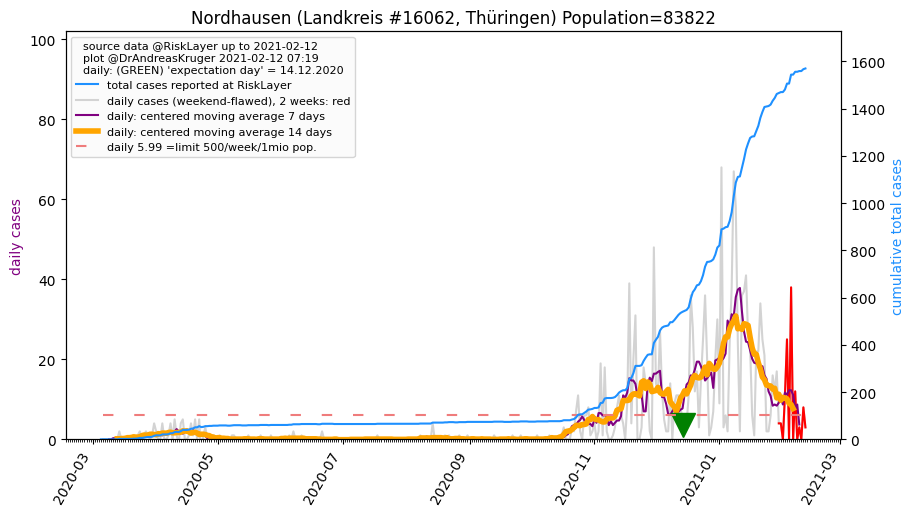 Nordhausen (Landkreis #16062, Thüringen) Population=83822
source data @RiskLayer up to 2021-02-12
plot @DrAndreasKruger 2021-02-12 07:19
daily: (GREEN) 'expectation day' = 14.12.2020
total cases reported at RiskLayer
daily cases (weekend-flawed), 2 weeks: red
daily: centered moving average 7 days
daily: centered moving average 14 days
daily 5.99 =limit 500/week/1mio pop.
daily cases
100
80
60
40
20
0
cumulative total cases
1600
1400
1200
1000
800
600
400
200
0
2020-03
2020-05
2020-07
2020-09
2020-11
2021-01
2021-03